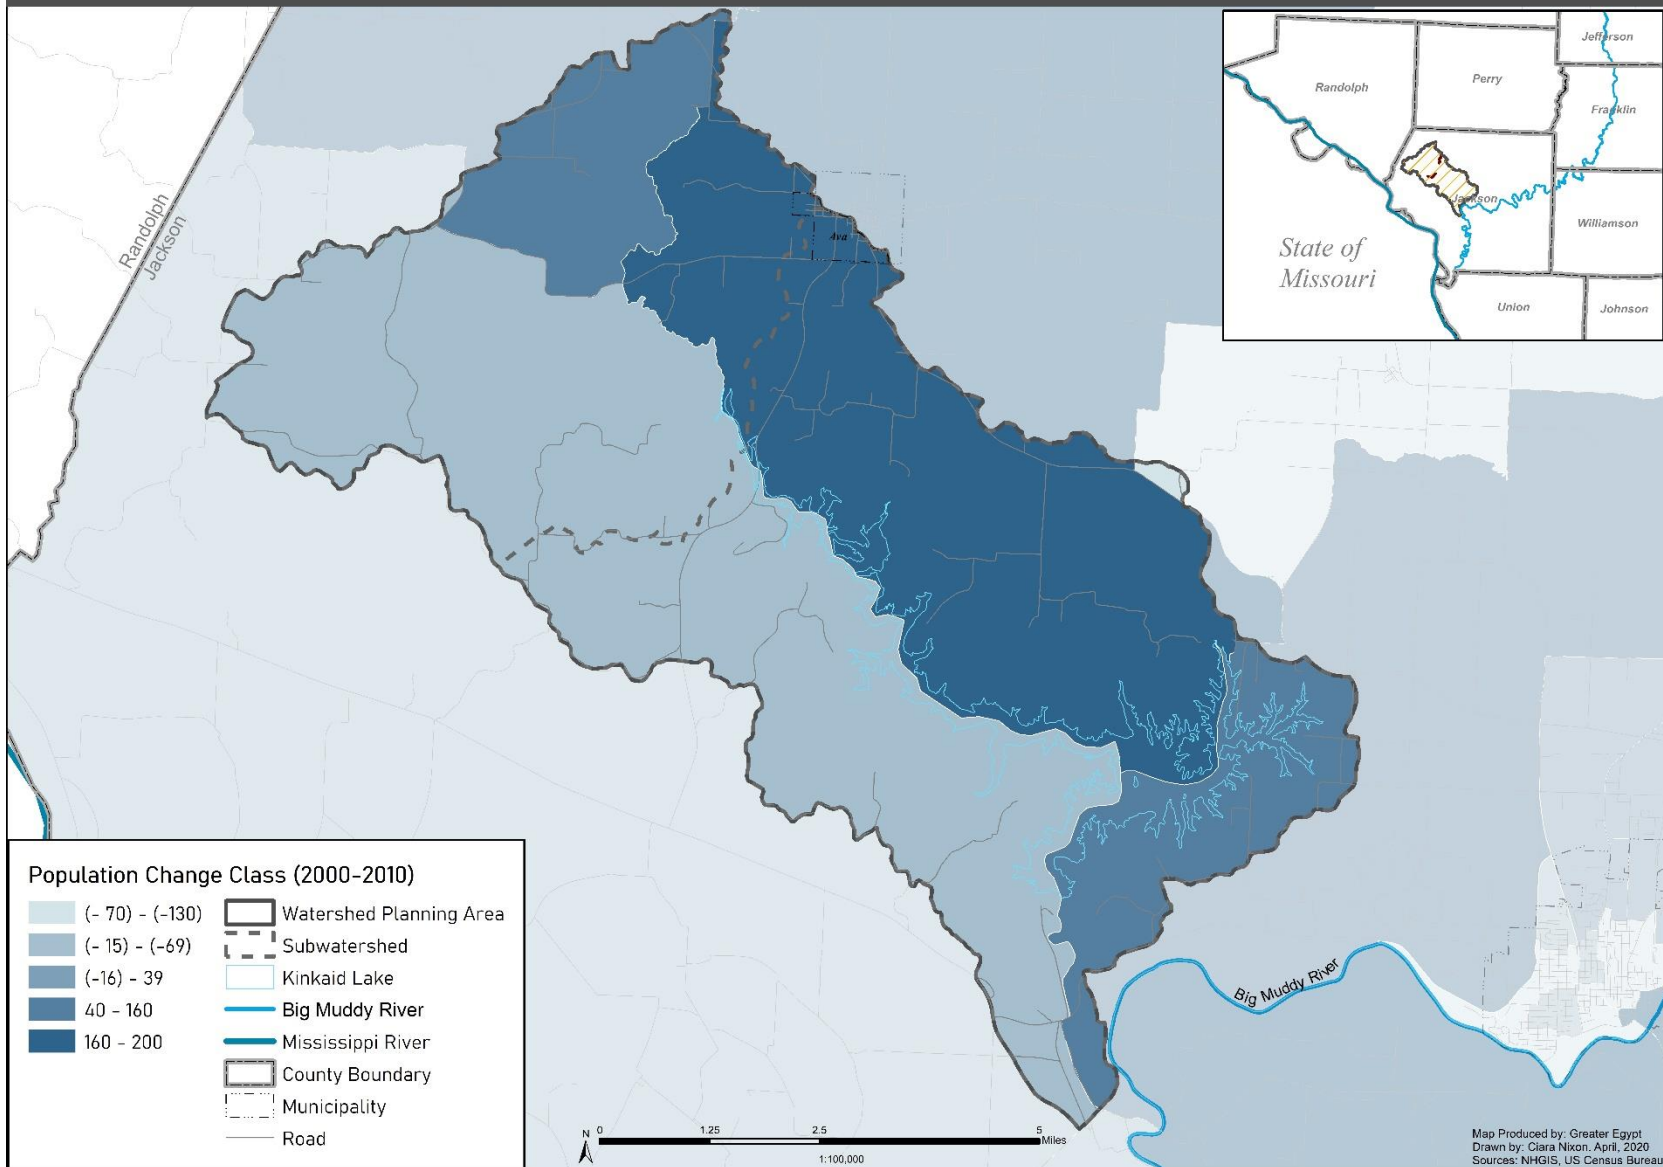 Randolph
Jackson
Ava
Jefferson
Randolph
Perry
Franklin
Jackson
Williamson
State of
Missouri
Union
Johnson
Big Muddy River
Population Change Class (2000-2010)
(- 70) - (-130)
(- 15) - (-69)
(-16) - 39
40 - 160
160 - 200
Watershed Planning Area
Subwatershed
Kinkaid Lake
Big Muddy River
Mississippi River
County Boundary
Municipality
Road
N
0 1.25 2.5 5
Miles
1:100,000
Map Produced by: Greater Egypt
Drawn by: Ciara Nixon. April, 2020
Sources: NHGIS, US Census Bureau